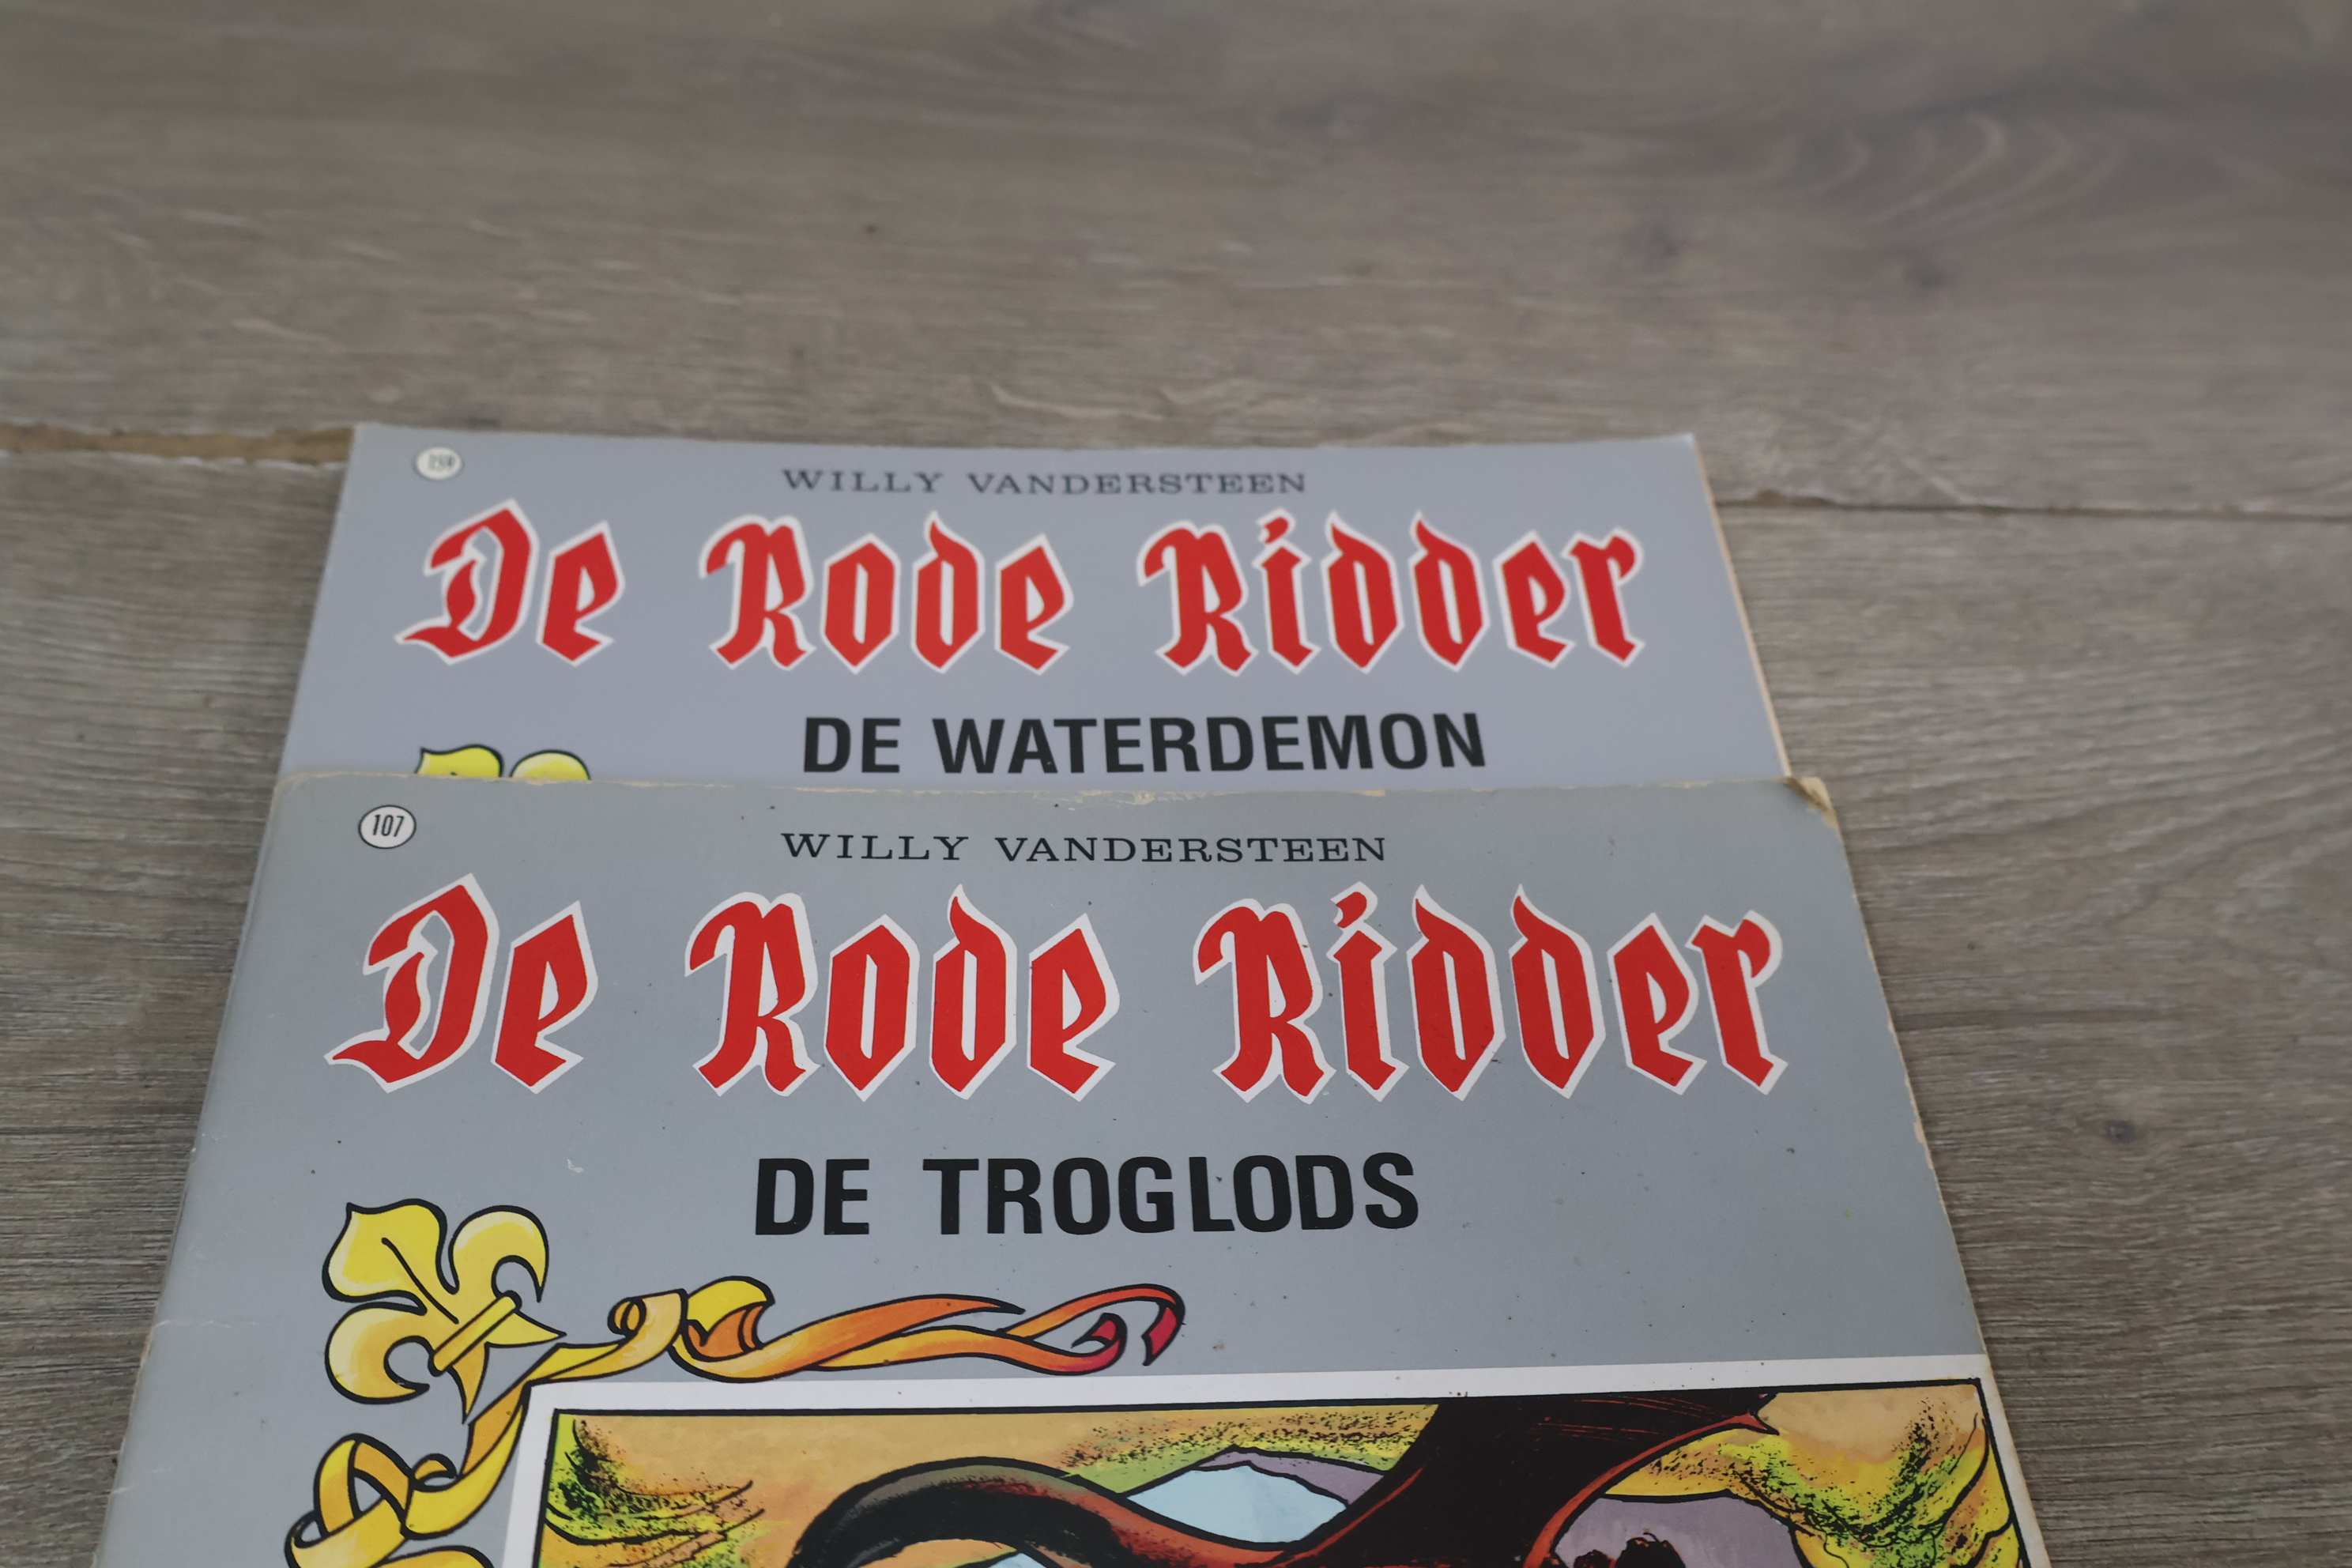 WILLY VANDERSTEEN
De Rode Ridder
DE WATERDEMON
107
WILLY VANDERSTEEN
De Rode Ridder
DE TROGLODS